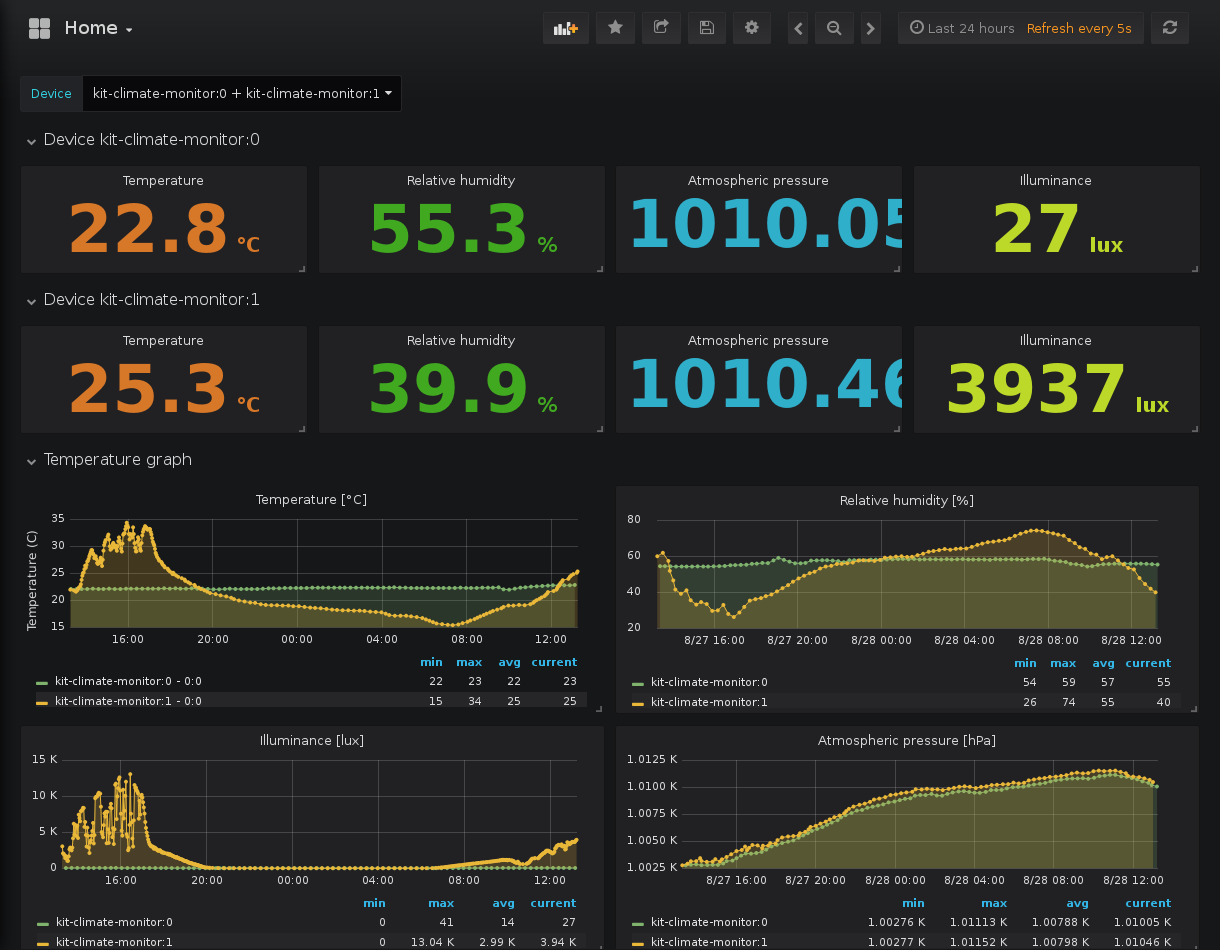 Home
Last 24 hours Refresh every 5s
Device kit-climate-monitor:0 + kit-climate-monitor:1
Device kit-climate-monitor:0
Temperature Relative humidity Atmospheric pressure Illuminance
22.8 °C 55.3 % 1010.05 27 lux
Device kit-climate-monitor:1
Temperature Relative humidity Atmospheric pressure Illuminance
25.3 °C 39.9 % 1010.46 3937 lux
Temperature graph
Temperature [°C]
Temperature (C)
35
30
25
20
15
16:00 20:00 00:00 04:00 08:00 12:00
min max avg current
kit-climate-monitor:0 - 0:0 22 23 22 23
kit-climate-monitor:1 - 0:0 15 34 25 25
Relative humidity [%]
80
60
40
20
8/27 16:00 8/27 20:00 8/28 00:00 8/28 04:00 8/28 08:00 8/28 12:00
min max avg current
kit-climate-monitor:0 54 59 57 55
kit-climate-monitor:1 26 74 55 40
Illuminance [lux]
15 K
10 K
5 K
0
16:00 20:00 00:00 04:00 08:00 12:00
min max avg current
kit-climate-monitor:0 0 41 14 27
kit-climate-monitor:1 0 13.04 K 2.99 K 3.94 K
Atmospheric pressure [hPa]
1.0125 K
1.0100 K
1.0075 K
1.0050 K
1.0025 K
8/27 16:00 8/27 20:00 8/28 00:00 8/28 04:00 8/28 08:00 8/28 12:00
min max avg current
kit-climate-monitor:0 1.00276 K 1.01113 K 1.00788 K 1.01005 K
kit-climate-monitor:1 1.00277 K 1.01152 K 1.00798 K 1.01046 K